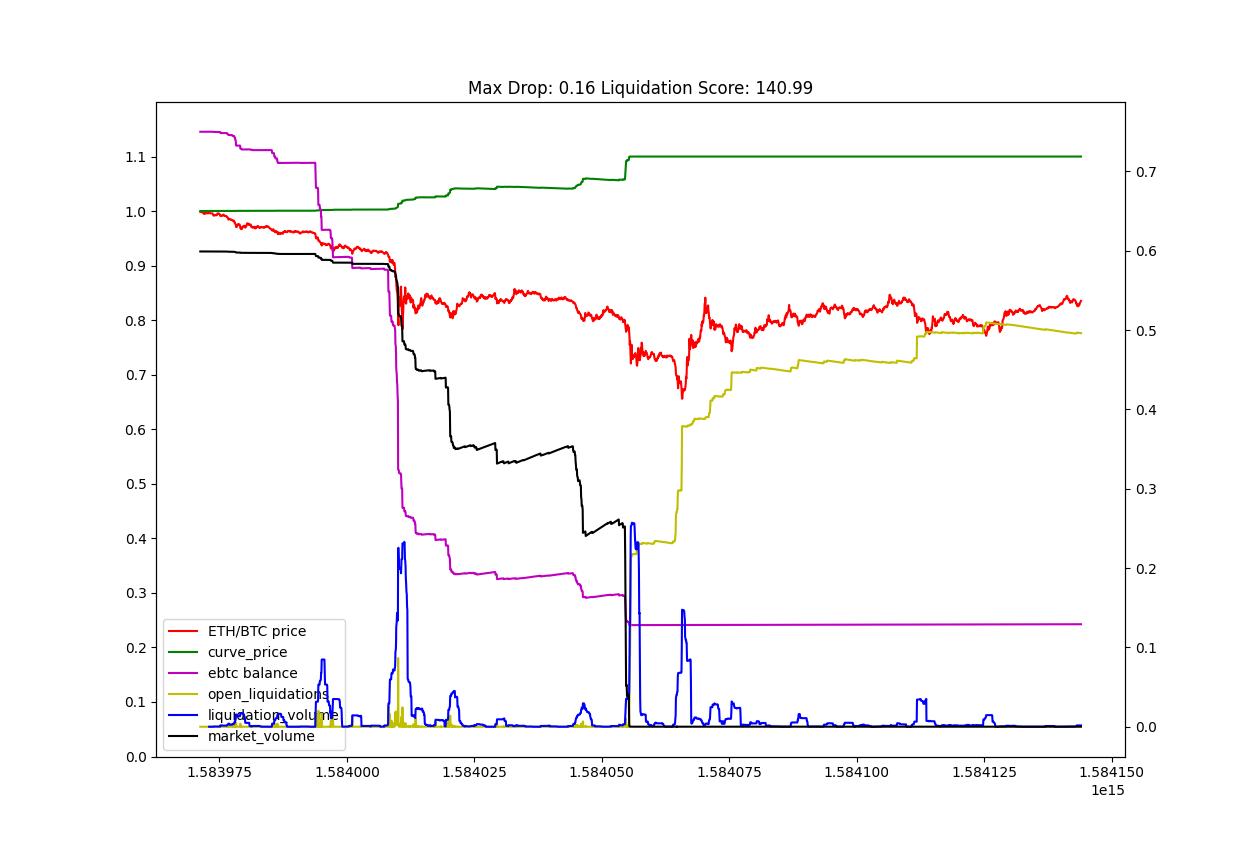 Max Drop: 0.16 Liquidation Score: 140.99
1.1
1.0
0.9
0.8
0.7
0.6
0.5
0.4
0.3
0.2
0.1
0.0
0.7
0.6
0.5
0.4
0.3
0.2
0.1
0.0
ETH/BTC price
curve_price
ebtc balance
open_liquidations
liquidation_volume
market_volume
1.583975 1.584000 1.584025 1.584050 1.584075 1.584100 1.584125 1.584150
1e15